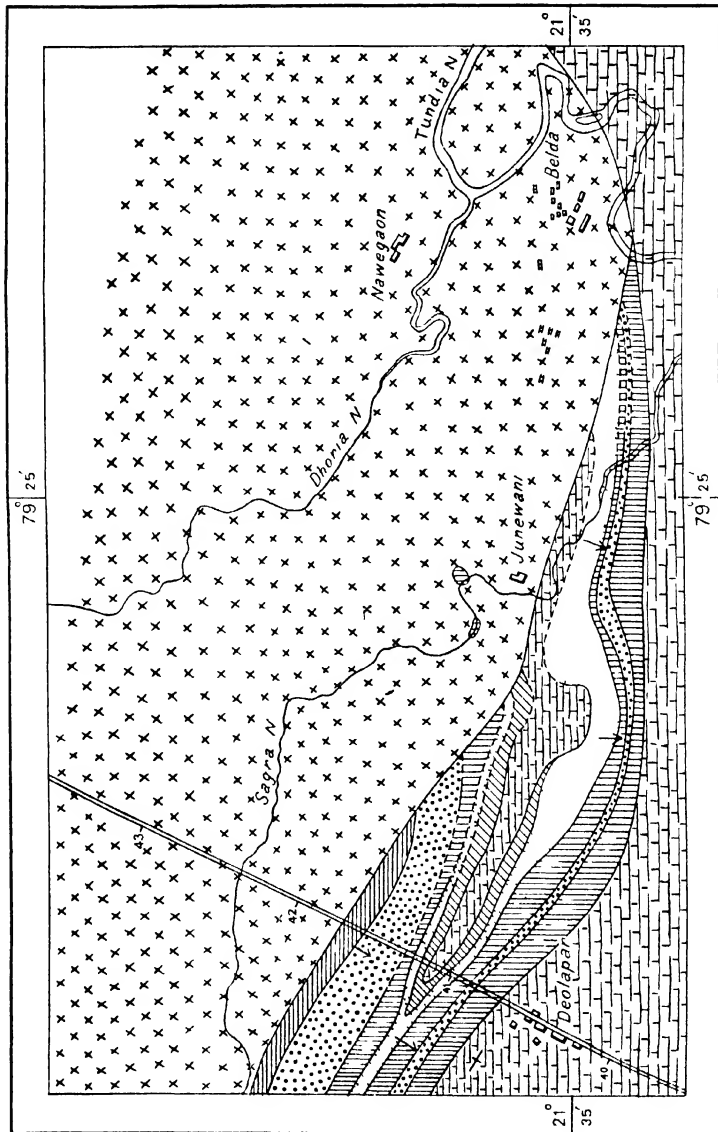 79° 25′
21° 35′
Tundia N
Nawegaon
Belda
Dhoria N
Junewani
Sagra N
43
42
Deolapar
40
21° 35′
79° 25′